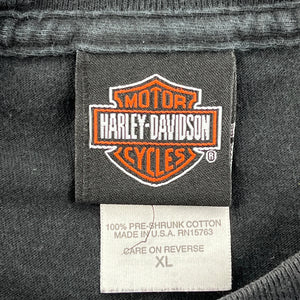 MOTOR
HARLEY-DAVIDSON
CYCLES ®
100% PRE-SHRUNK COTTON
MADE IN U.S.A. RN15763
CARE ON REVERSE
XL